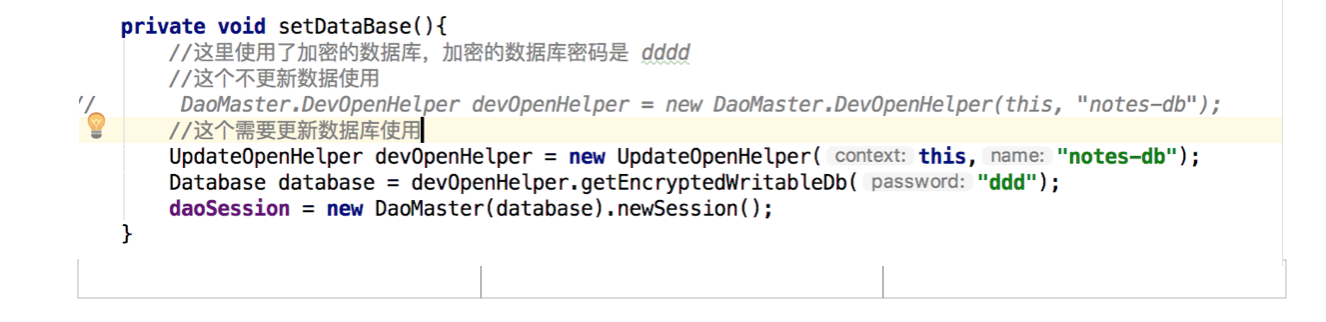 private void setDataBase(){
//这里使用了加密的数据库，加密的数据库密码是 dddd
//这个不更新数据使用
//      DaoMaster.DevOpenHelper devOpenHelper = new DaoMaster.DevOpenHelper(this, "notes-db");
//这个需要更新数据库使用
UpdateOpenHelper devOpenHelper = new UpdateOpenHelper( context: this, name: "notes-db");
Database database = devOpenHelper.getEncryptedWritableDb( password: "ddd");
daoSession = new DaoMaster(database).newSession();
}